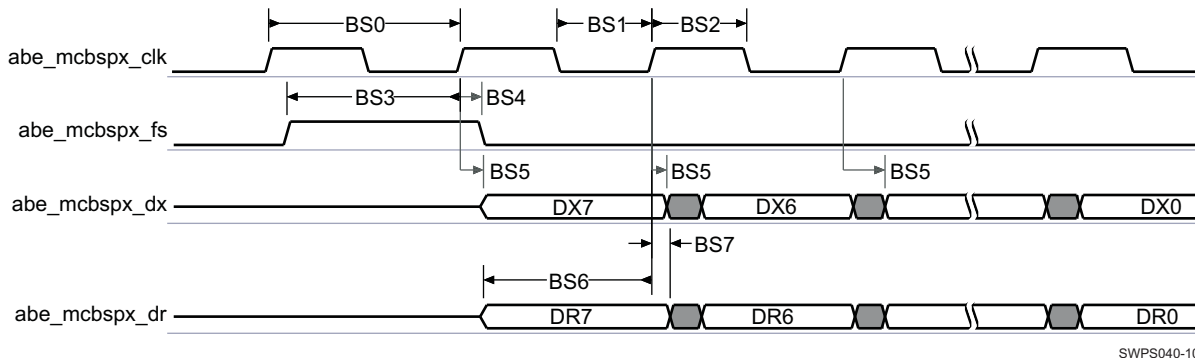 BS0
BS1
BS2
abe_mcbspx_clk
BS3
BS4
abe_mcbspx_fs
BS5
BS5
BS5
abe_mcbspx_dx
DX7
DX6
DX0
BS7
BS6
abe_mcbspx_dr
DR7
DR6
DR0